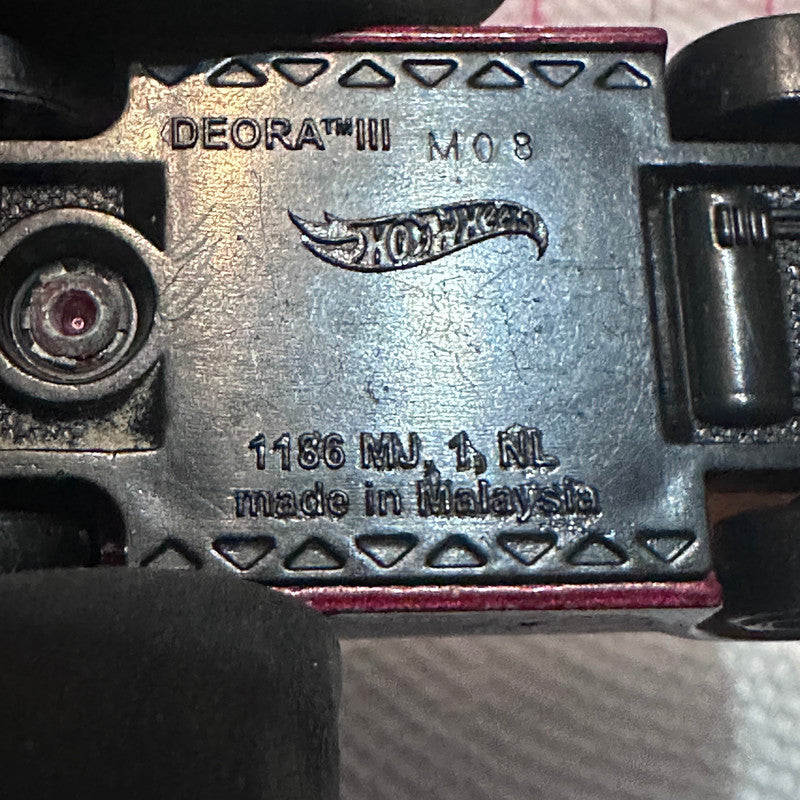 DEORA™III M08
HOT WHEELS
1186 MJ, 1, NL
made in Malaysia